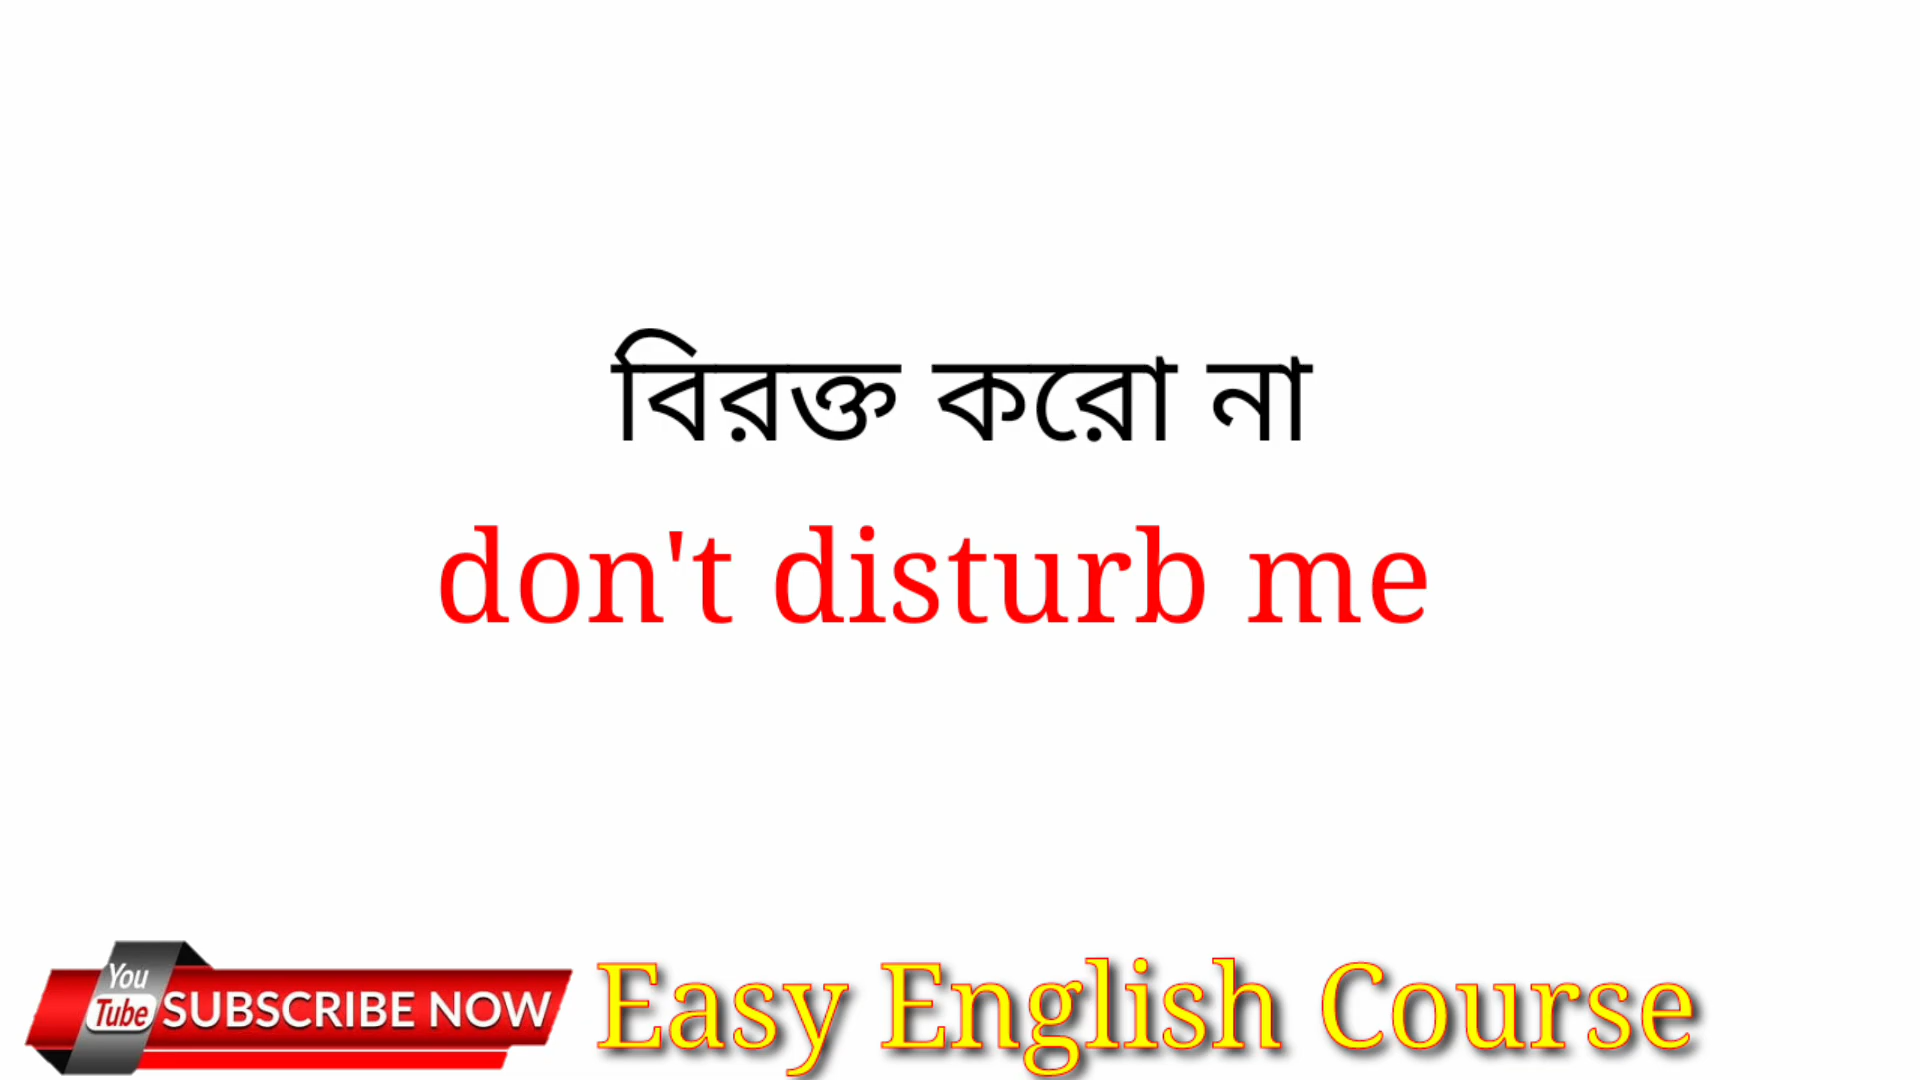 বিরক্ত করো না
don't disturb me
You Tube SUBSCRIBE NOW
Easy English Course